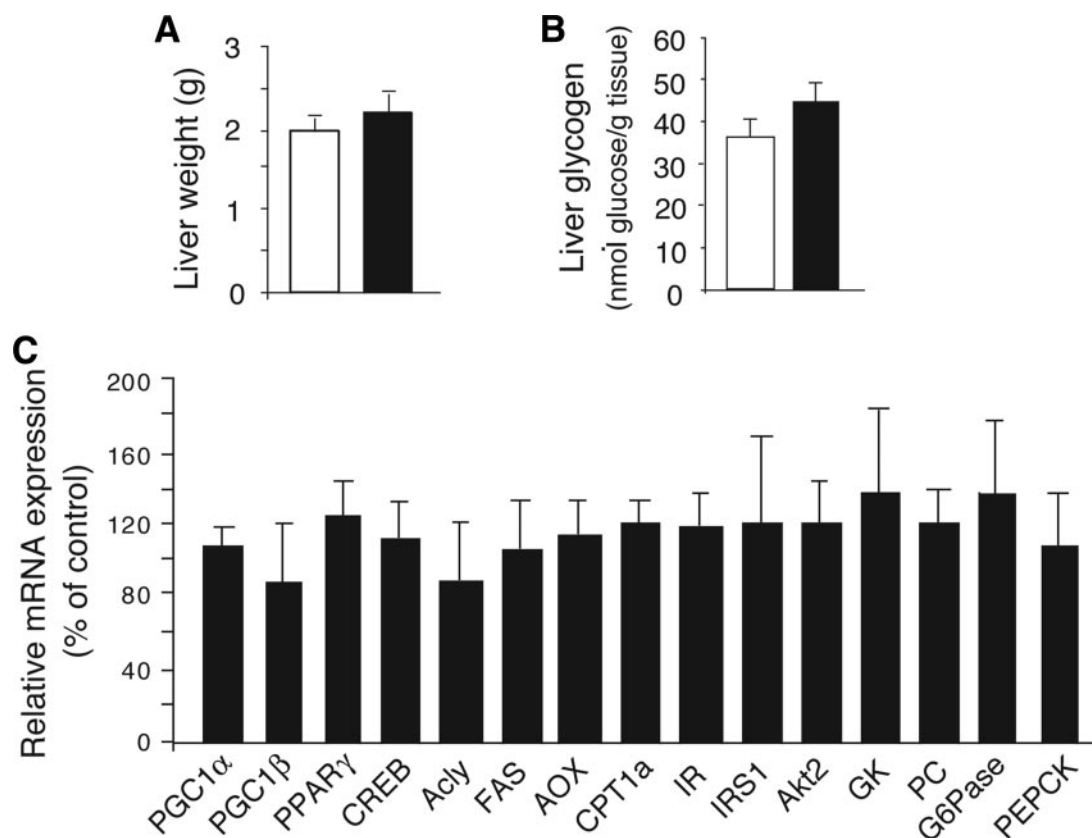 A
Liver weight (g)
3
2
1
0
B
Liver glycogen
(nmol glucose/g tissue)
60
50
40
30
20
10
0
C
Relative mRNA expression
(% of control)
200
160
120
80
40
0
PGC1α
PGC1β
PPARγ
CREB
Acly
FAS
AOX
CPT1a
IR
IRS1
Akt2
GK
PC
G6Pase
PEPCK